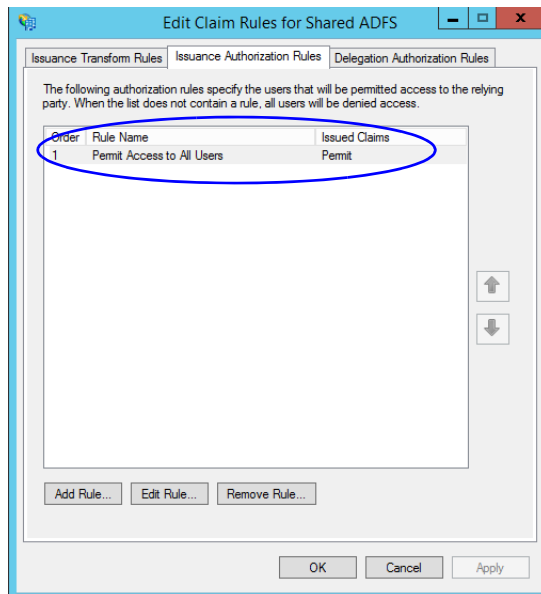 Edit Claim Rules for Shared ADFS
Issuance Transform Rules Issuance Authorization Rules Delegation Authorization Rules
The following authorization rules specify the users that will be permitted access to the relying
party. When the list does not contain a rule, all users will be denied access.
Order Rule Name Issued Claims
1 Permit Access to All Users Permit
Add Rule... Edit Rule... Remove Rule...
OK Cancel Apply